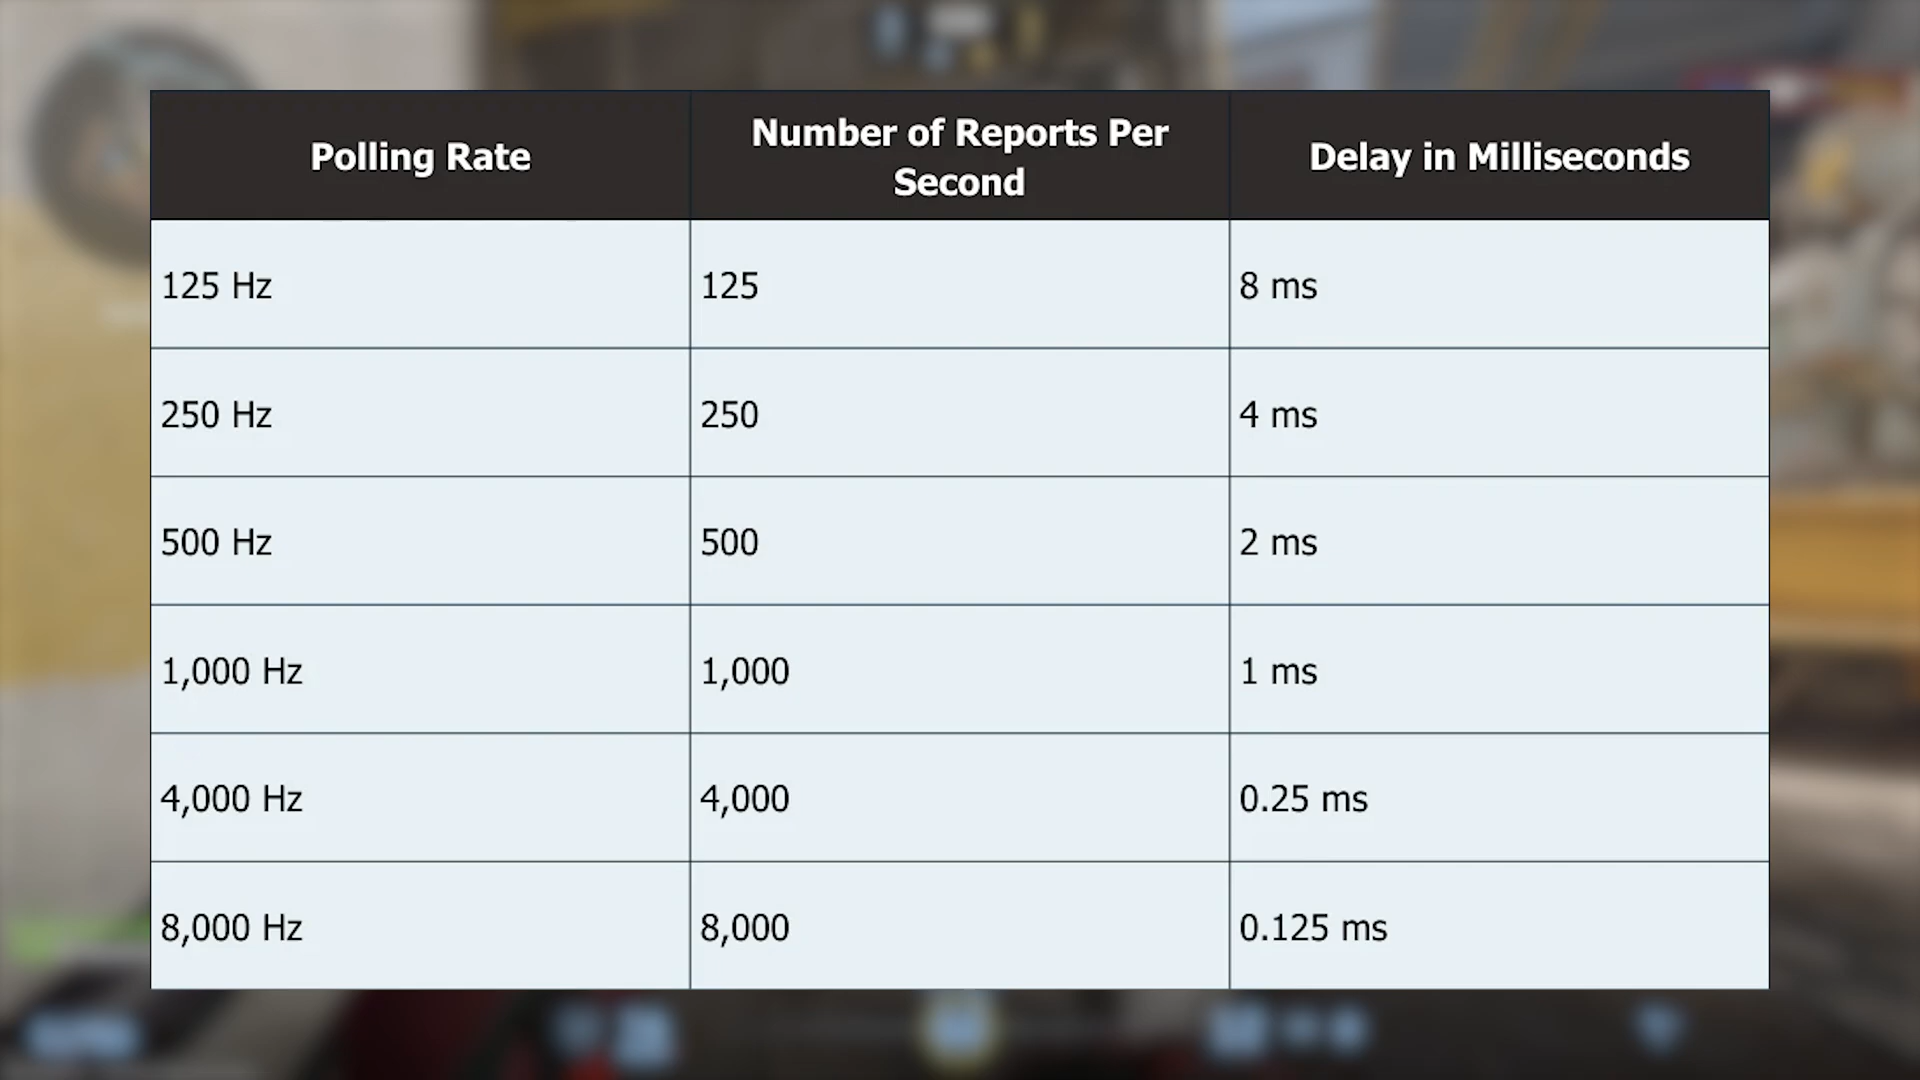 Polling Rate
Number of Reports Per
Second
Delay in Milliseconds
125 Hz
125
8 ms
250 Hz
250
4 ms
500 Hz
500
2 ms
1,000 Hz
1,000
1 ms
4,000 Hz
4,000
0.25 ms
8,000 Hz
8,000
0.125 ms